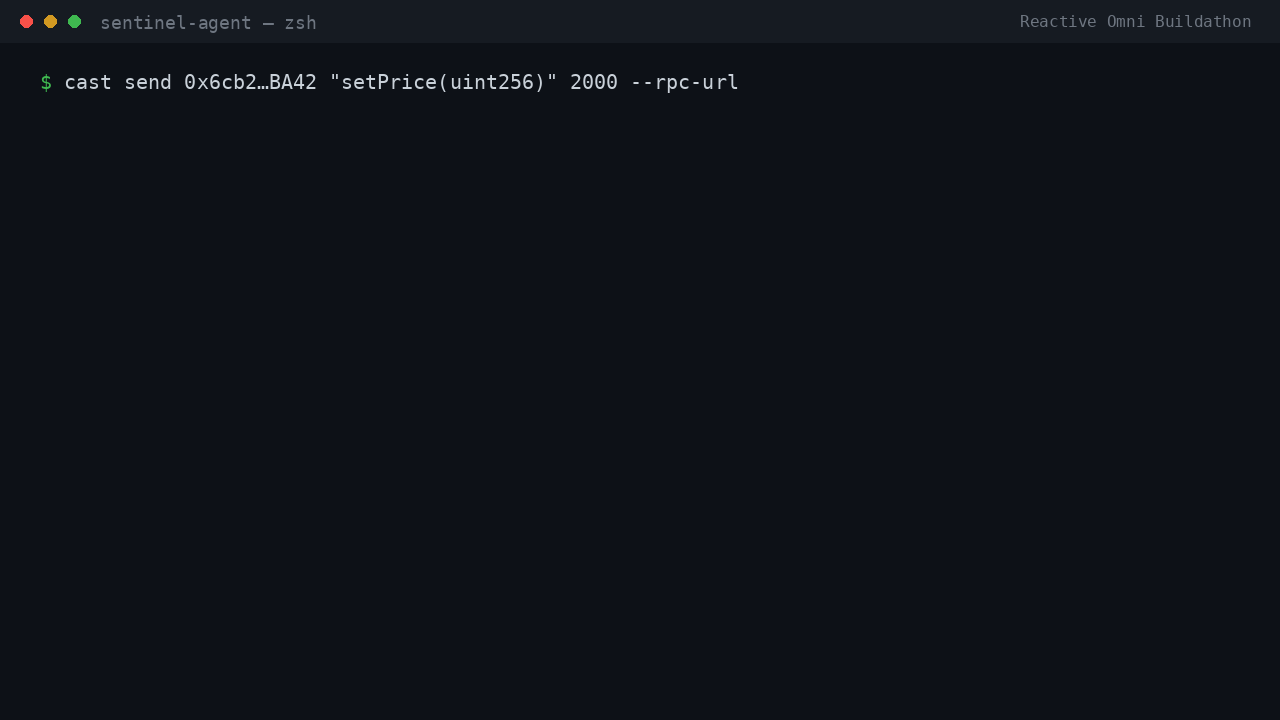 sentinel-agent — zsh
Reactive Omni Buildathon
$ cast send 0x6cb2…BA42 "setPrice(uint256)" 2000 --rpc-url